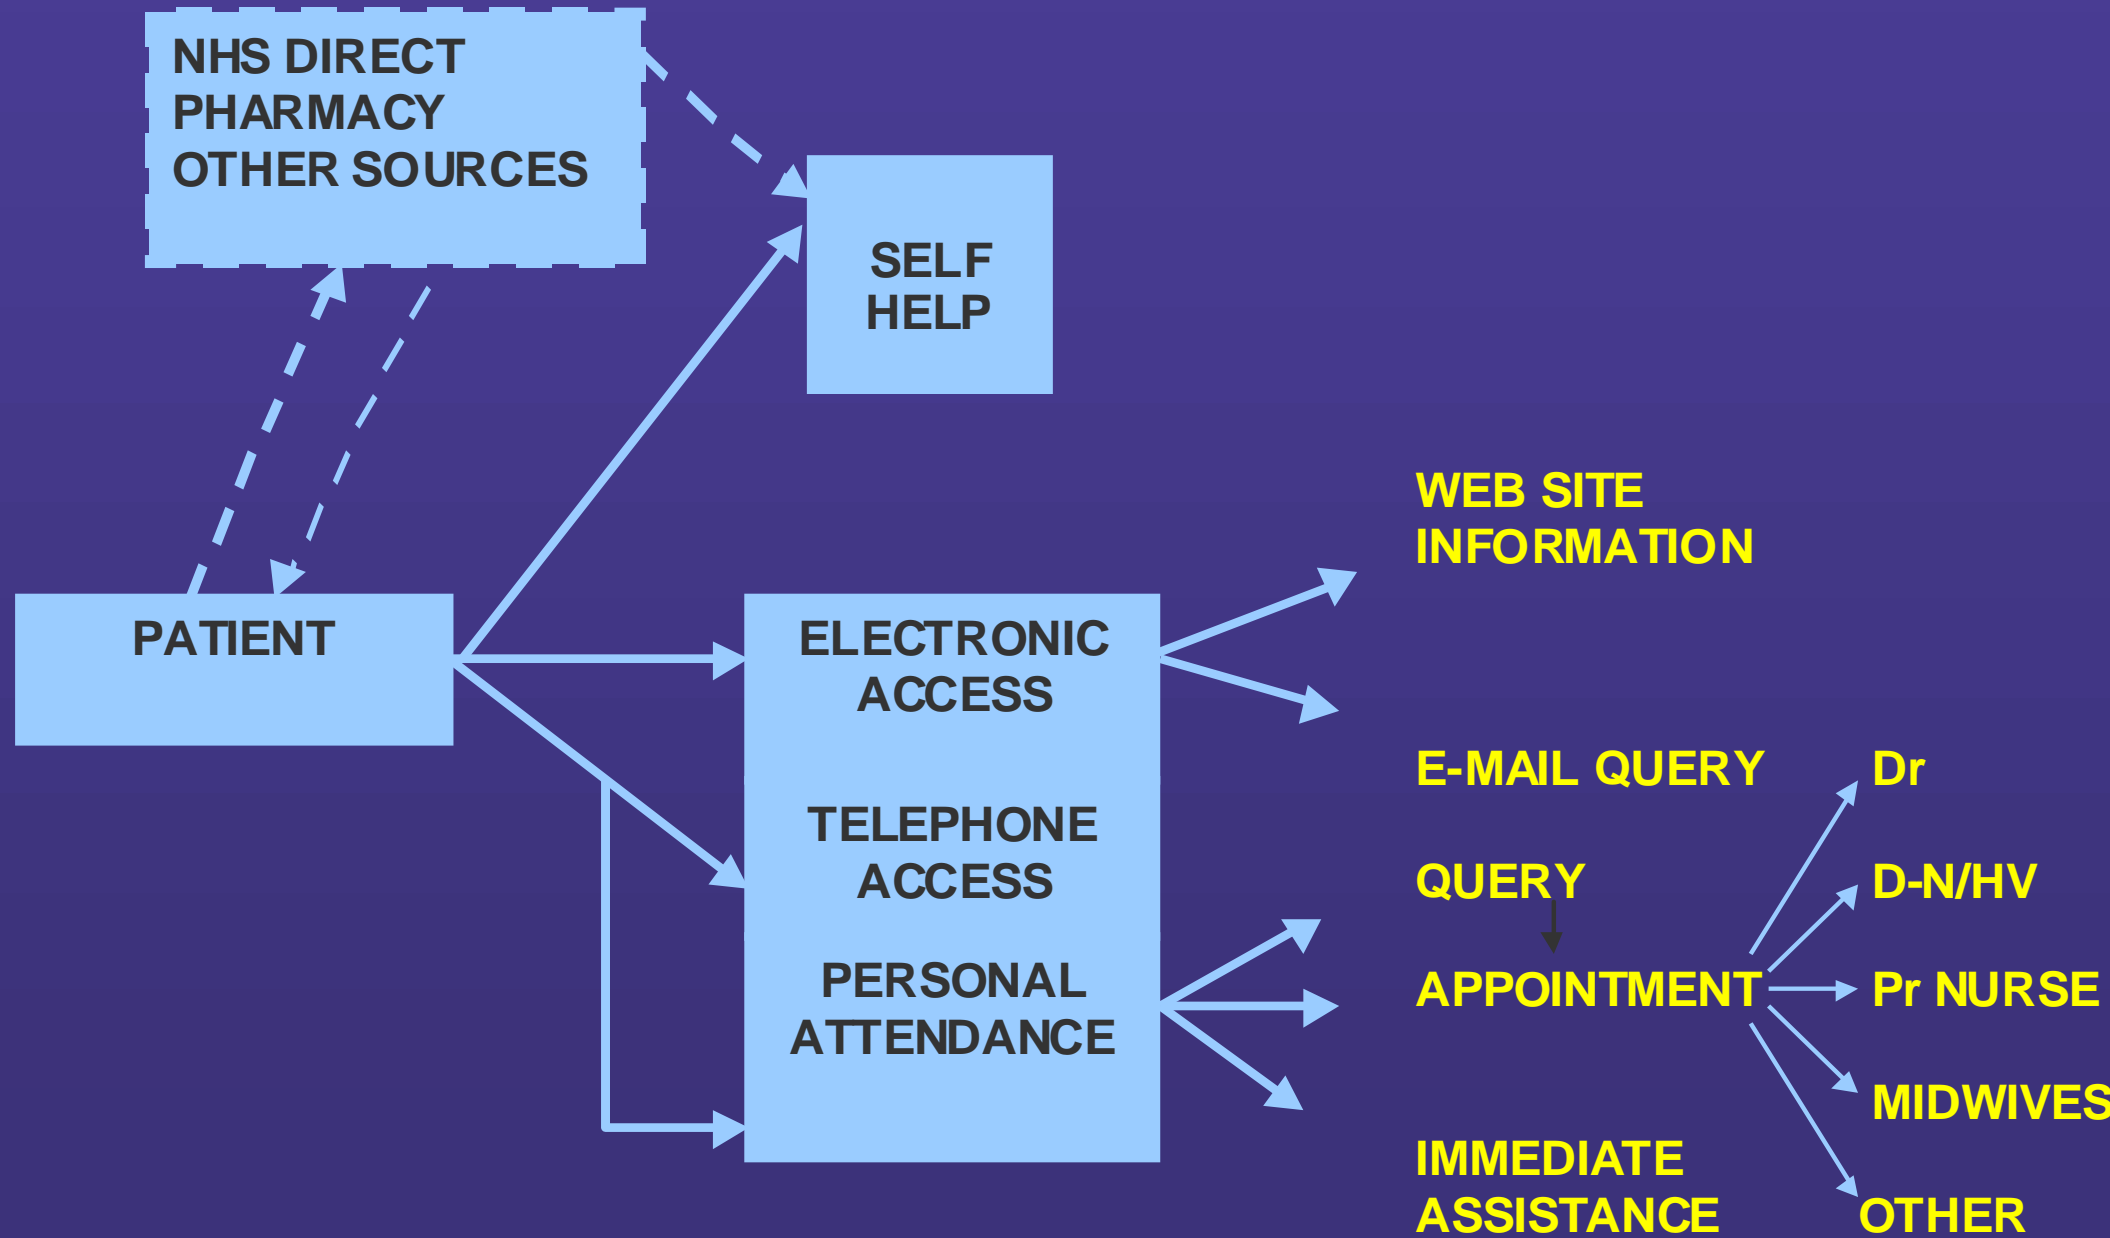 NHS DIRECT
PHARMACY
OTHER SOURCES
SELF
HELP
PATIENT
ELECTRONIC
ACCESS
TELEPHONE
ACCESS
PERSONAL
ATTENDANCE
WEB SITE
INFORMATION
E-MAIL QUERY
QUERY
APPOINTMENT
IMMEDIATE
ASSISTANCE
Dr
D-N/HV
Pr NURSE
MIDWIVES
OTHER